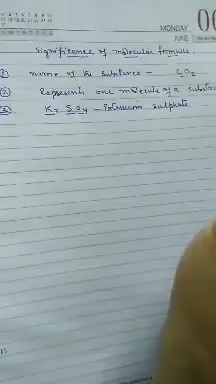 MONDAY
JUNE
Significance of molecular formula
① name of the substance - CO2
② Represents one molecule of a substan
③ K2 SO4 - Potassium sulphate